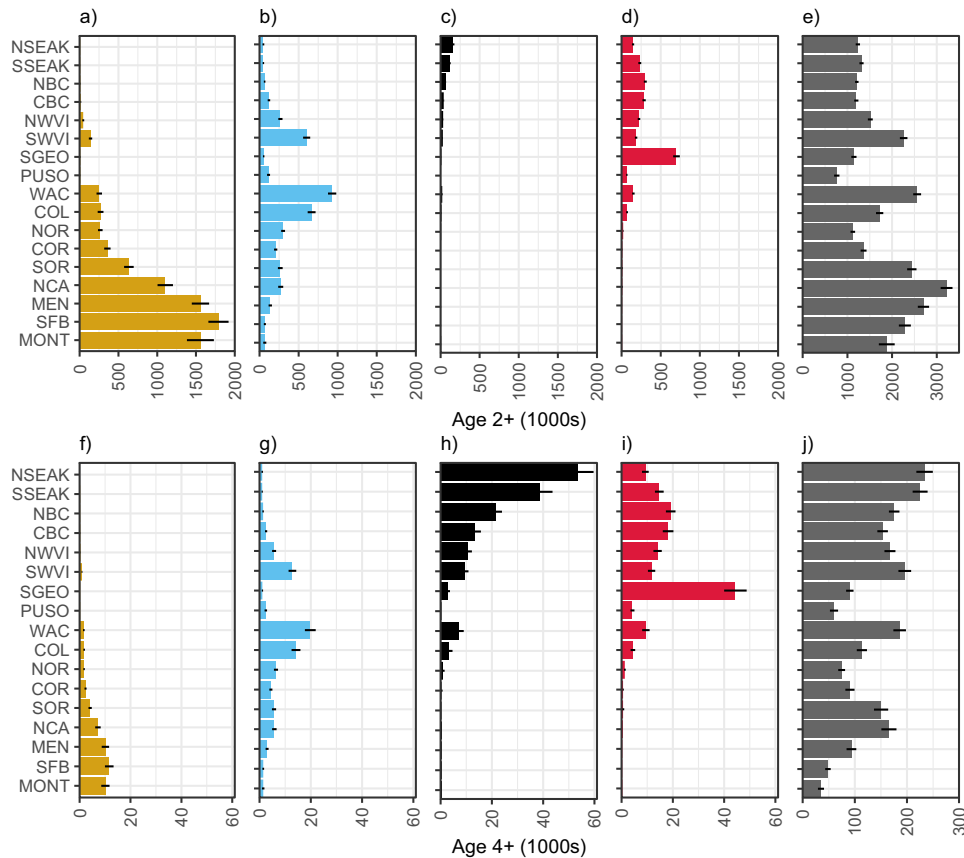 a) b) c) d) e)
NSEAK
SSEAK
NBC
CBC
NWVI
SWVI
SGEO
PUSO
WAC
COL
NOR
COR
SOR
NCA
MEN
SFB
MONT
0 500 1000 1500 2000 0 500 1000 1500 2000 0 500 1000 1500 2000 0 500 1000 1500 2000 0 1000 2000 3000
Age 2+ (1000s)
f) g) h) i) j)
NSEAK
SSEAK
NBC
CBC
NWVI
SWVI
SGEO
PUSO
WAC
COL
NOR
COR
SOR
NCA
MEN
SFB
MONT
0 20 40 60 0 20 40 60 0 20 40 60 0 20 40 60 0 100 200 300
Age 4+ (1000s)